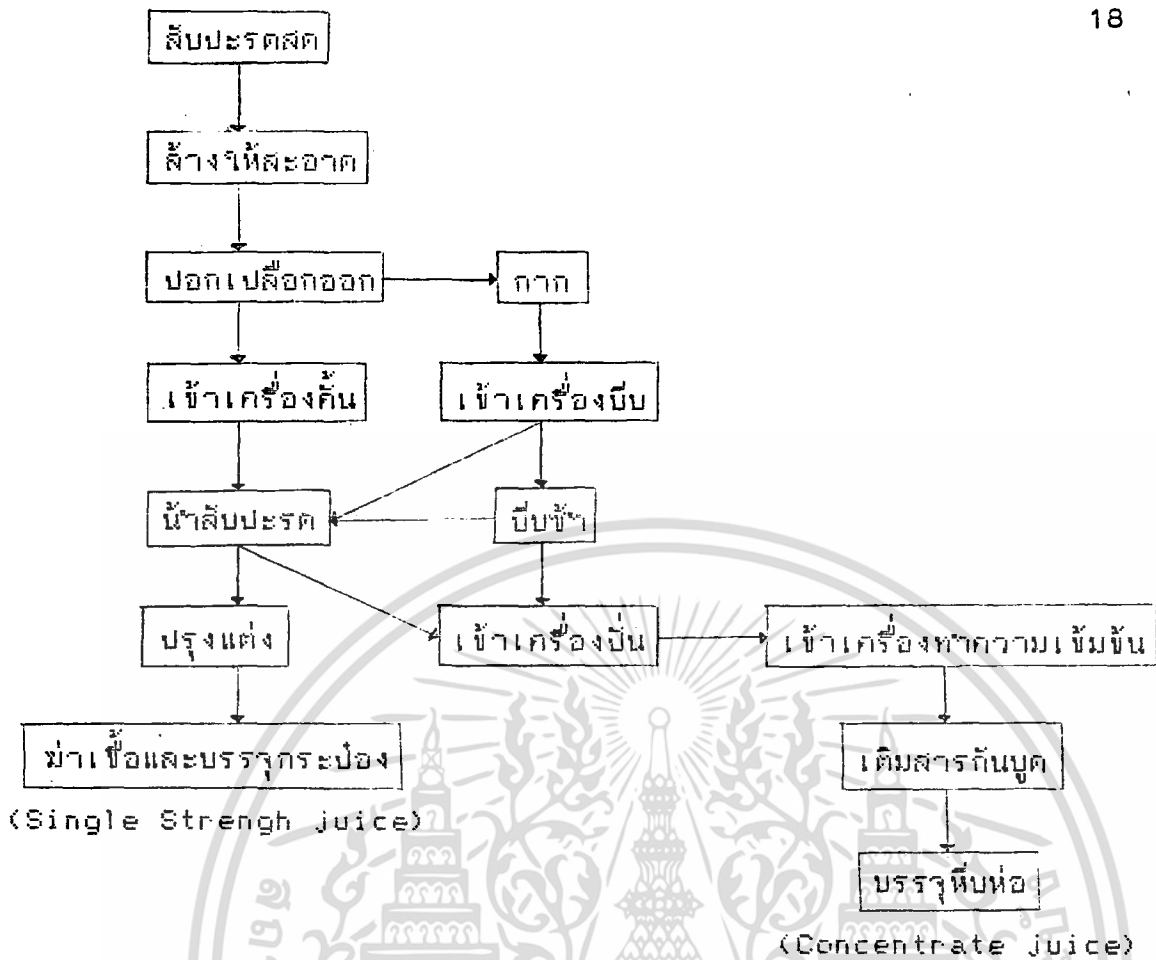 18
สับปะรดสด
ล้างให้สะอาด
ปอกเปลือกออก
กาก
เข้าเครื่องคั้น
เข้าเครื่องบีบ
น้ำสับปะรด
บีบซ้ำ
ปรุงแต่ง
เข้าเครื่องปั่น
เข้าเครื่องทำความเข้มข้น
ฆ่าเชื้อและบรรจุกระป๋อง
เติมสารกันบูด
(Single Strengh juice)
บรรจุหีบห่อ
(Concentrate juice)